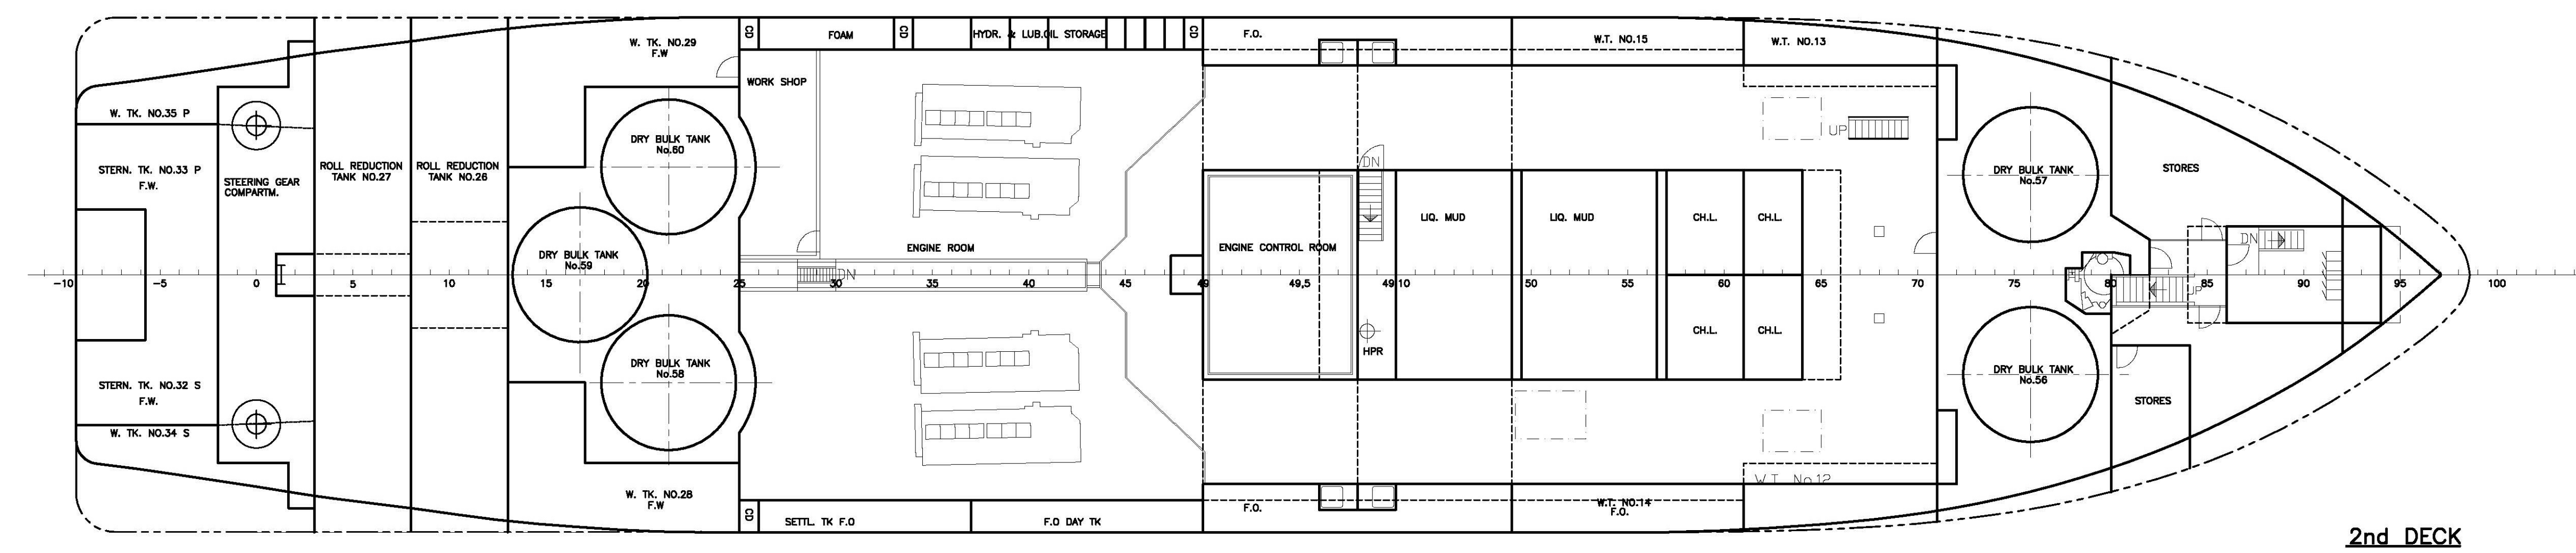 W. TK. NO.29
F.W
CD
FOAM
CD
HYDR. & LUB.OIL STORAGE
CD
F.O.
W.T. NO.15
W.T. NO.13
WORK SHOP
W. TK. NO.35 P
DRY BULK TANK
No.60
UP
STERN. TK. NO.33 P
F.W.
STEERING GEAR
COMPARTM.
ROLL REDUCTION
TANK NO.27
ROLL REDUCTION
TANK NO.26
DN
DRY BULK TANK
No.57
STORES
LIQ. MUD
LIQ. MUD
CH.L.
CH.L.
DRY BULK TANK
No.59
ENGINE ROOM
ENGINE CONTROL ROOM
DN
DN
UP
-10 -5 0 5 10 15 20 25 30 35 40 45 49 49,5 49.10 50 55 60 65 70 75 80 85 90 95 100
HPR
CH.L.
CH.L.
DRY BULK TANK
No.58
DRY BULK TANK
No.56
STERN. TK. NO.32 S
F.W.
STORES
W. TK. NO.34 S
W.T. No.12
W. TK. NO.28
F.W
CD
SETTL. TK F.O
F.O DAY TK
F.O.
W.T. NO.14
F.O.
2nd DECK